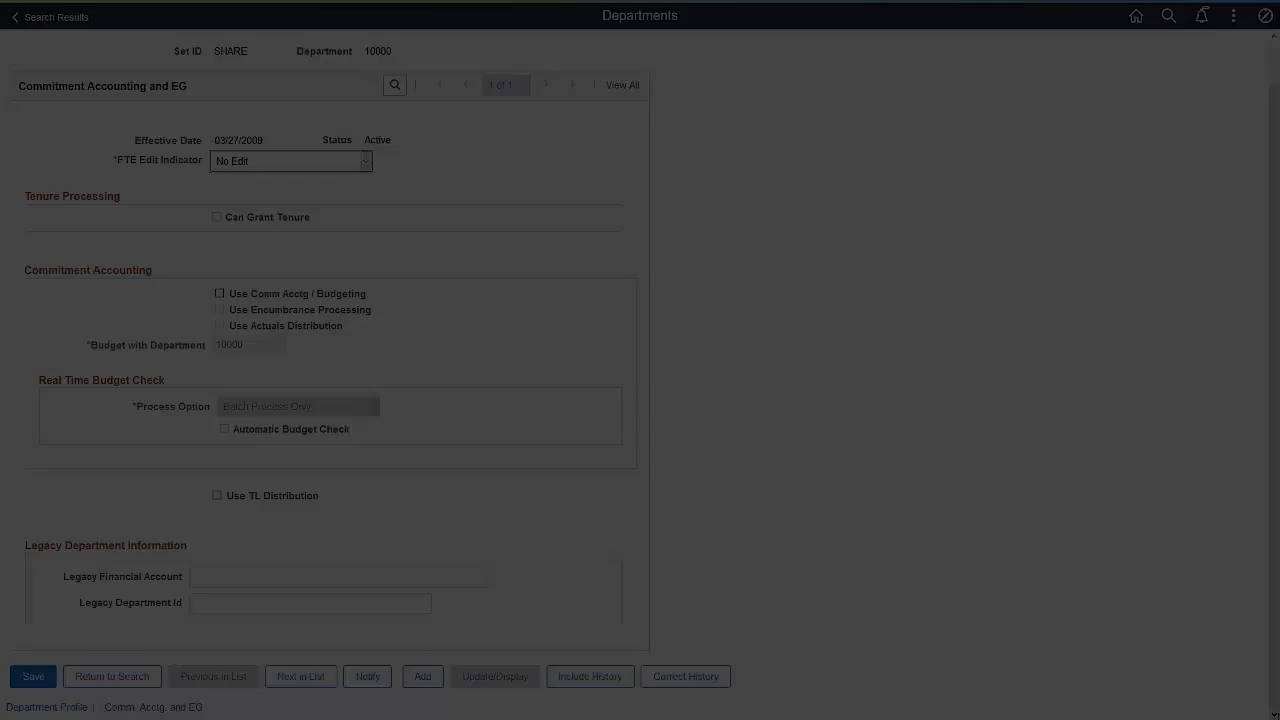 Search Results
Departments
Set ID SHARE Department 10000
Commitment Accounting and EG 1 of 1 View All
Effective Date 03/27/2009 Status Active
*FTE Edit Indicator No Edit
Tenure Processing
Can Grant Tenure
Commitment Accounting
Use Comm Acctg / Budgeting
Use Encumbrance Processing
Use Actuals Distribution
*Budget with Department 10000
Real Time Budget Check
*Process Option Batch Process Only
Automatic Budget Check
Use TL Distribution
Legacy Department Information
Legacy Financial Account
Legacy Department Id
Save Return to Search Previous in List Next in List Notify Add Update/Display Include History Correct History
Department Profile | Comm. Acctg. and EG